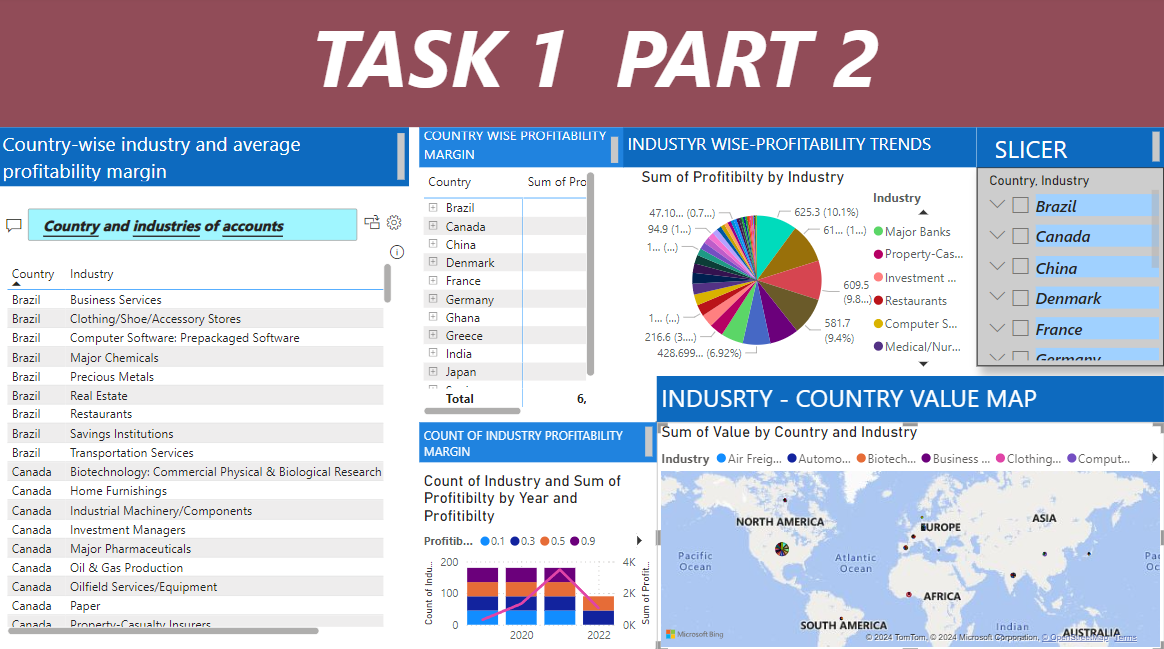 TASK 1 PART 2
Country-wise industry and average
profitability margin
Country and industries of accounts
Country Industry
Brazil Business Services
Brazil Clothing/Shoe/Accessory Stores
Brazil Computer Software: Prepackaged Software
Brazil Major Chemicals
Brazil Precious Metals
Brazil Real Estate
Brazil Restaurants
Brazil Savings Institutions
Brazil Transportation Services
Canada Biotechnology: Commercial Physical & Biological Research
Canada Home Furnishings
Canada Industrial Machinery/Components
Canada Investment Managers
Canada Major Pharmaceuticals
Canada Oil & Gas Production
Canada Oilfield Services/Equipment
Canada Paper
Canada Property-Casualty Insurers
COUNTRY WISE PROFITABILITY
MARGIN
Country Sum of Pro
Brazil
Canada
China
Denmark
France
Germany
Ghana
Greece
India
Japan
Total 6,
INDUSTYR WISE-PROFITABILITY TRENDS
Sum of Profitibilty by Industry
47.10... (0.7...)
94.9 (1...)
1... (...)
1... (...)
216.6 (3....)
428.699... (6.92%)
625.3 (10.1%)
61... (1...)
609.5
(9.8...)
581.7
(9.4%)
Industry
Major Banks
Property-Cas...
Investment ...
Restaurants
Computer S...
Medical/Nur...
SLICER
Country, Industry
Brazil
Canada
China
Denmark
France
Germany
COUNT OF INDUSTRY PROFITABILITY
MARGIN
Count of Industry and Sum of
Profitibilty by Year and
Profitibilty
Profitib... 0.1 0.3 0.5 0.9
Count of Indu...
200
100
0
4K
2K
0K
Sum of Profit...
2020 2022
INDUSRTY - COUNTRY VALUE MAP
Sum of Value by Country and Industry
Industry Air Freig... Automo... Biotech... Business ... Clothing... Comput...
NORTH AMERICA
EUROPE
ASIA
Pacific
Ocean
Atlantic
Ocean
Pac
Oc
AFRICA
SOUTH AMERICA
Indian
Ocean
AUSTRALIA
Microsoft Bing
© 2024 TomTom, © 2024 Microsoft Corporation, © OpenStreetMap Terms